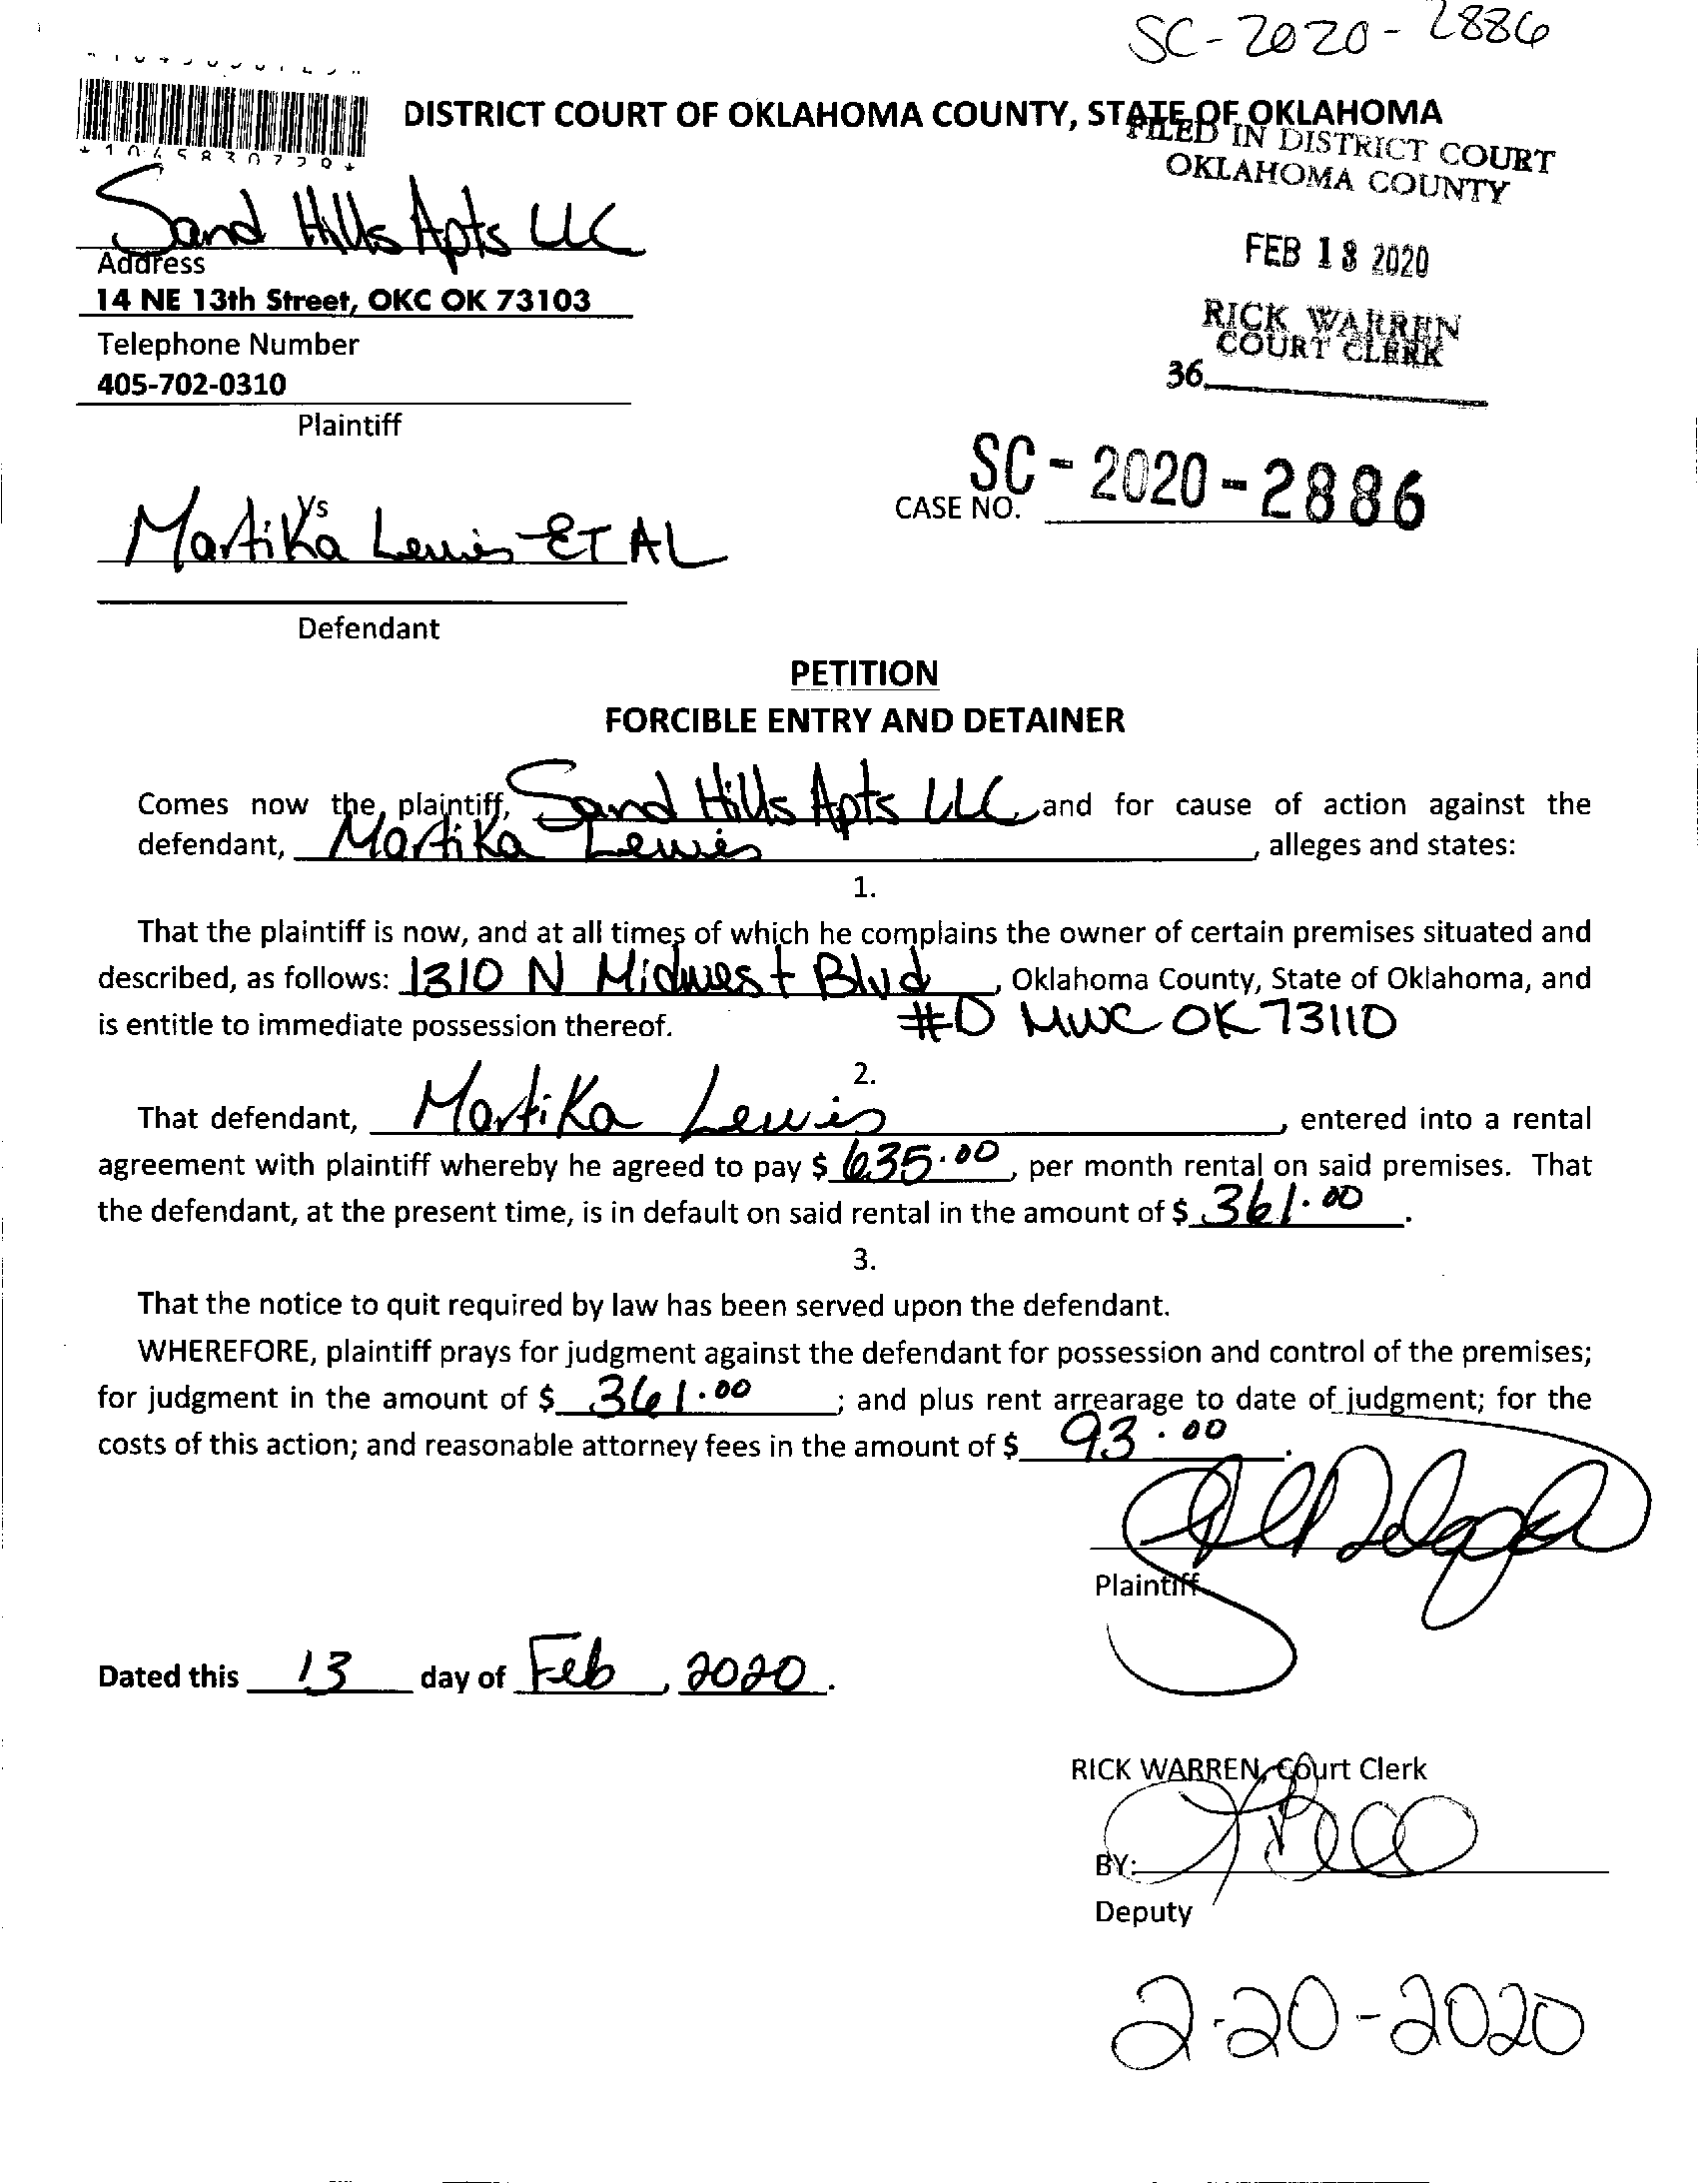 SC-2020-2886
DISTRICT COURT OF OKLAHOMA COUNTY, STATE OF OKLAHOMA
FILED IN DISTRICT COURT
OKLAHOMA COUNTY
Sand Hills Apts LLC
Address
14 NE 13th Street, OKC OK 73103
Telephone Number
405-702-0310
Plaintiff
FEB 18 2020
RICK WARREN
COURT CLERK
36
Vs
CASE NO. SC-2020-2886
Martika Lewis ET AL
Defendant
PETITION
FORCIBLE ENTRY AND DETAINER
Comes now the plaintiff, Sand Hills Apts LLC, and for cause of action against the
defendant, Martika Lewis, alleges and states:
1.
That the plaintiff is now, and at all times of which he complains the owner of certain premises situated and
described, as follows: 1310 N Midwest Blvd, Oklahoma County, State of Oklahoma, and
is entitle to immediate possession thereof. #D MWC OK 73110
2.
That defendant, Martika Lewis, entered into a rental
agreement with plaintiff whereby he agreed to pay $ 635.00, per month rental on said premises. That
the defendant, at the present time, is in default on said rental in the amount of $ 361.00.
3.
That the notice to quit required by law has been served upon the defendant.
WHEREFORE, plaintiff prays for judgment against the defendant for possession and control of the premises;
for judgment in the amount of $ 361.00; and plus rent arrearage to date of judgment; for the
costs of this action; and reasonable attorney fees in the amount of $ 93.00.
Plaintiff
Dated this 13 day of Feb, 2020.
RICK WARREN, Court Clerk
BY:
Deputy
2-20-2020